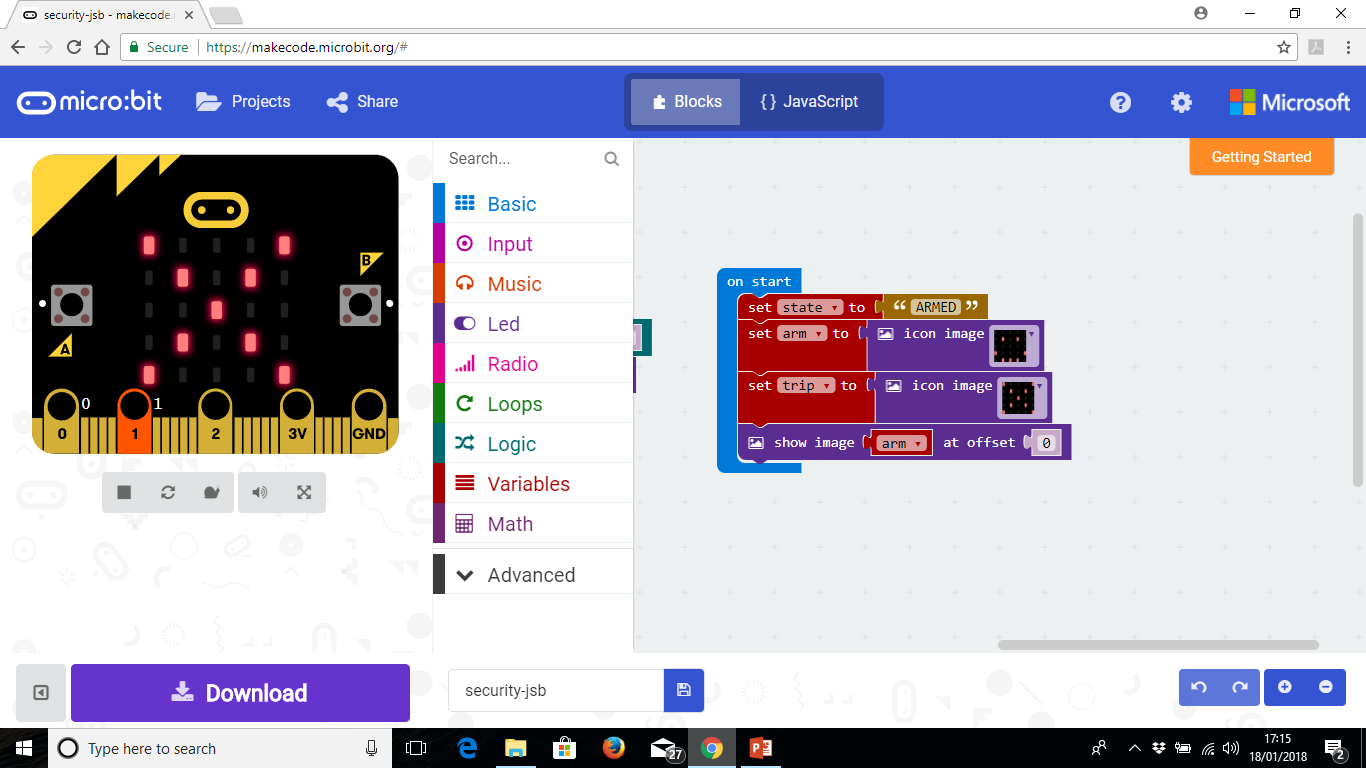 security-jsb - makecode.
Secure https://makecode.microbit.org/#
micro:bit Projects Share Blocks {} JavaScript ? Microsoft
Getting Started
Search...
Basic
Input
Music
Led
Radio
Loops
Logic
Variables
Math
Advanced
B
A
0 1
0 1 2 3V GND
on start
set state to “ ARMED ”
set arm to icon image
set trip to icon image
show image arm at offset 0
Download
security-jsb
Type here to search
27
17:15
18/01/2018
2